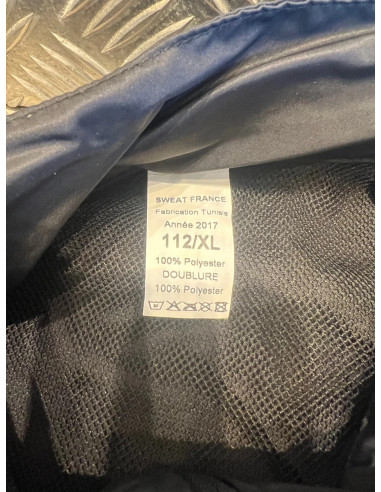 SWEAT FRANCE
Fabrication Tunisie
Année 2017
112/XL
100% Polyester
DOUBLURE
100% Polyester